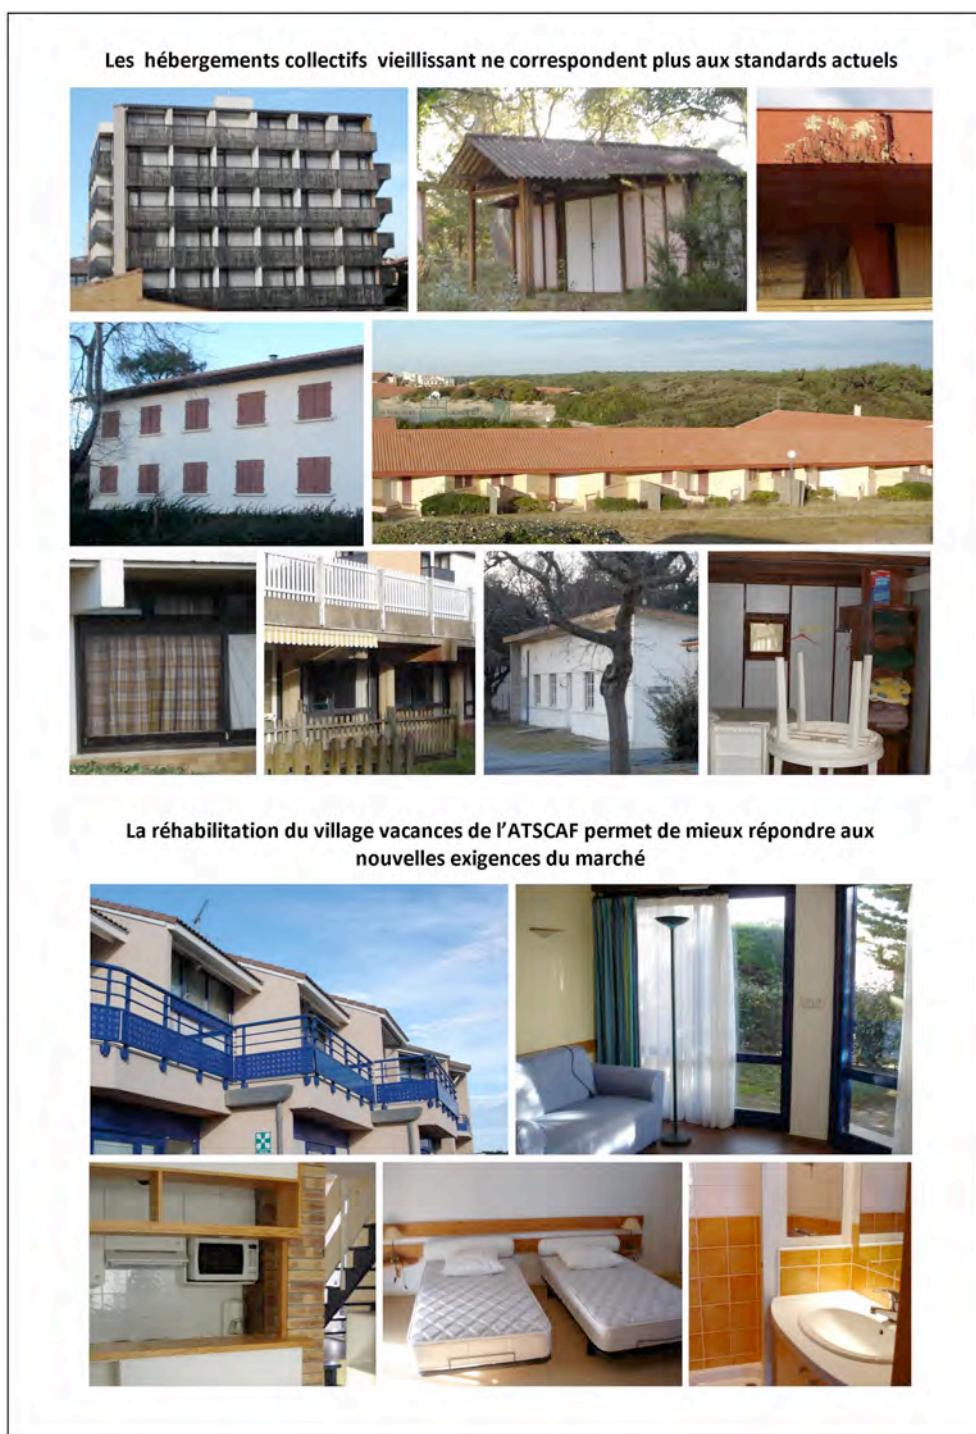 Les hébergements collectifs vieillissant ne correspondent plus aux standards actuels
La réhabilitation du village vacances de l'ATSCAF permet de mieux répondre aux
nouvelles exigences du marché